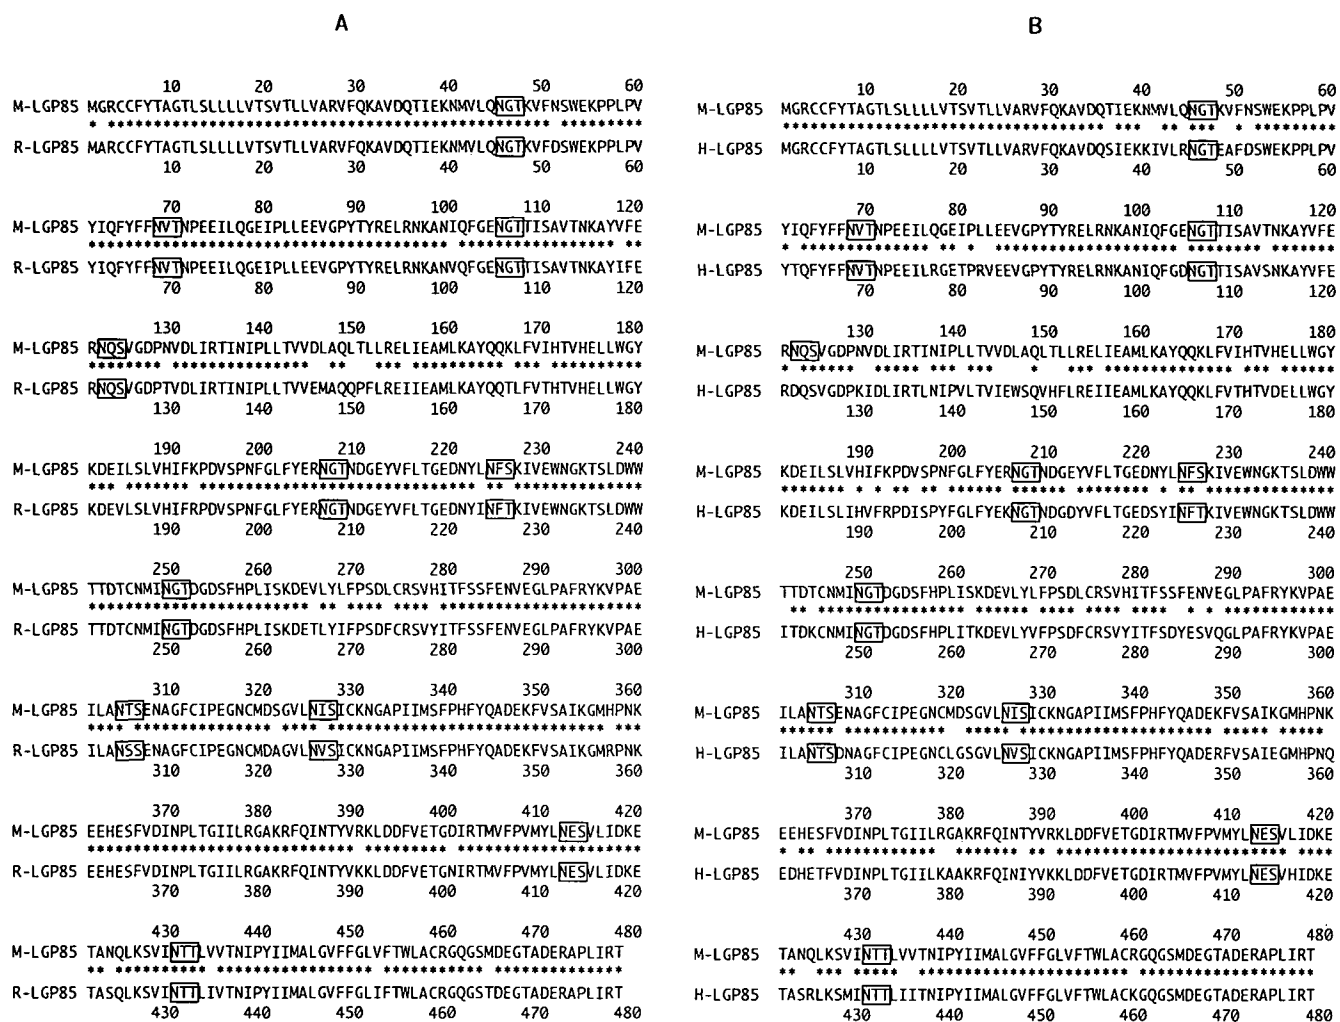 A
10 20 30 40 50 60
M-LGP85 MGRCCFYTAGTLSLLLLVTSVTLLVARVFQKAVDQTIEKNMVLQNGTKVFNSWEKPPLPV
R-LGP85 MARCCFYTAGTLSLLLLVTSVTLLVARVFQKAVDQTIEKNMVLQNGTKVFDSWEKPPLPV
10 20 30 40 50 60
70 80 90 100 110 120
M-LGP85 YIQFYFFNVTNPEEILQGEIPLLEEVGPYTYRELRNKANIQFGENGTTISAVTNKAYVFE
R-LGP85 YIQFYFFNVTNPEEILQGEIPLLEEVGPYTYRELRNKANVQFGENGTTISAVTNKAYIFE
70 80 90 100 110 120
130 140 150 160 170 180
M-LGP85 RNQSVGDPNVDLIRTINIPLLTVVDLAQLTLLRELIEAMLKAYQQKLFVIHTVHELLWGY
R-LGP85 RNQSVGDPTVDLIRTINIPLLTVVEMAQQPFLREIIEAMLKAYQQTLFVTHTVHELLWGY
130 140 150 160 170 180
190 200 210 220 230 240
M-LGP85 KDEILSLVHIFKPDVSPNFGLFYERNGTNDGEYVFLTGEDNYLNFSKIVEWNGKTSLDWW
R-LGP85 KDEVLSLVHIFRPDVSPNFGLFYERNGTNDGEYVFLTGEDNYINFTKIVEWNGKTSLDWW
190 200 210 220 230 240
250 260 270 280 290 300
M-LGP85 TTDTCNMINGTDGDSFHPLISKDEVLYLFPSDLCRSVHITFSSFENVEGLPAFRYKVPAE
R-LGP85 TTDTCNMINGTDGDSFHPLISKDETLYIFPSDFCRSVYITFSSFENVEGLPAFRYKVPAE
250 260 270 280 290 300
310 320 330 340 350 360
M-LGP85 ILANTSENAGFCIPEGNCMDSGVLNISICKNGAPIIMSFPHFYQADEKFVSAIKGMHPNK
R-LGP85 ILANSSENAGFCIPEGNCMDAGVLNVSICKNGAPIIMSFPHFYQADEKFVSAIKGMRPNK
310 320 330 340 350 360
370 380 390 400 410 420
M-LGP85 EEHESFVDINPLTGIILRGAKRFQINTYVRKLDDFVETGDIRTMVFPVMYLNESVLIDKE
R-LGP85 EEHESFVDINPLTGIILRGAKRFQINTYVKKLDDFVETGNIRTMVFPVMYLNESVLIDKE
370 380 390 400 410 420
430 440 450 460 470 480
M-LGP85 TANQLKSVINTTLVVTNIPYIIMALGVFFGLVFTWLACRGQGSMDEGTADERAPLIRT
R-LGP85 TASQLKSVINTTLIVTNIPYIIMALGVFFGLIFTWLACRGQGSTDEGTADERAPLIRT
430 440 450 460 470 480
B
10 20 30 40 50 60
M-LGP85 MGRCCFYTAGTLSLLLLVTSVTLLVARVFQKAVDQTIEKNMVLQNGTKVFNSWEKPPLPV
H-LGP85 MGRCCFYTAGTLSLLLLVTSVTLLVARVFQKAVDQSIEKKIVLRNGTEAFDSWEKPPLPV
10 20 30 40 50 60
70 80 90 100 110 120
M-LGP85 YIQFYFFNVTNPEEILQGEIPLLEEVGPYTYRELRNKANIQFGENGTTISAVTNKAYVFE
H-LGP85 YTQFYFFNVTNPEEILRGETPRVEEVGPYTYRELRNKANIQFGDNGTTISAVSNKAYVFE
70 80 90 100 110 120
130 140 150 160 170 180
M-LGP85 RNQSVGDPNVDLIRTINIPLLTVVDLAQLTLLRELIEAMLKAYQQKLFVIHTVHELLWGY
H-LGP85 RDQSVGDPKIDLIRTLNIPVLTVIEWSQVHFLREIIEAMLKAYQQKLFVTHTVDELLWGY
130 140 150 160 170 180
190 200 210 220 230 240
M-LGP85 KDEILSLVHIFKPDVSPNFGLFYERNGTNDGEYVFLTGEDNYLNFSKIVEWNGKTSLDWW
H-LGP85 KDEILSLIHVFRPDISPYFGLFYEKNGTNDGDYVFLTGEDSYINFTKIVEWNGKTSLDWW
190 200 210 220 230 240
250 260 270 280 290 300
M-LGP85 TTDTCNMINGTDGDSFHPLISKDEVLYLFPSDLCRSVHITFSSFENVEGLPAFRYKVPAE
H-LGP85 ITDKCNMINGTDGDSFHPLITKDEVLYVFPSDFCRSVYITFSDYESVQGLPAFRYKVPAE
250 260 270 280 290 300
310 320 330 340 350 360
M-LGP85 ILANTSENAGFCIPEGNCMDSGVLNISICKNGAPIIMSFPHFYQADEKFVSAIKGMHPNK
H-LGP85 ILANTSDNAGFCIPEGNCLGSGVLNVSICKNGAPIIMSFPHFYQADERFVSAIEGMHPNQ
310 320 330 340 350 360
370 380 390 400 410 420
M-LGP85 EEHESFVDINPLTGIILRGAKRFQINTYVRKLDDFVETGDIRTMVFPVMYLNESVLIDKE
H-LGP85 EDHETFVDINPLTGIILKAAKRFQINIYVKKLDDFVETGDIRTMVFPVMYLNESVHIDKE
370 380 390 400 410 420
430 440 450 460 470 480
M-LGP85 TANQLKSVINTTLVVTNIPYIIMALGVFFGLVFTWLACRGQGSMDEGTADERAPLIRT
H-LGP85 TASRLKSMINTTLIITNIPYIIMALGVFFGLVFTWLACKGQGSMDEGTADERAPLIRT
430 440 450 460 470 480